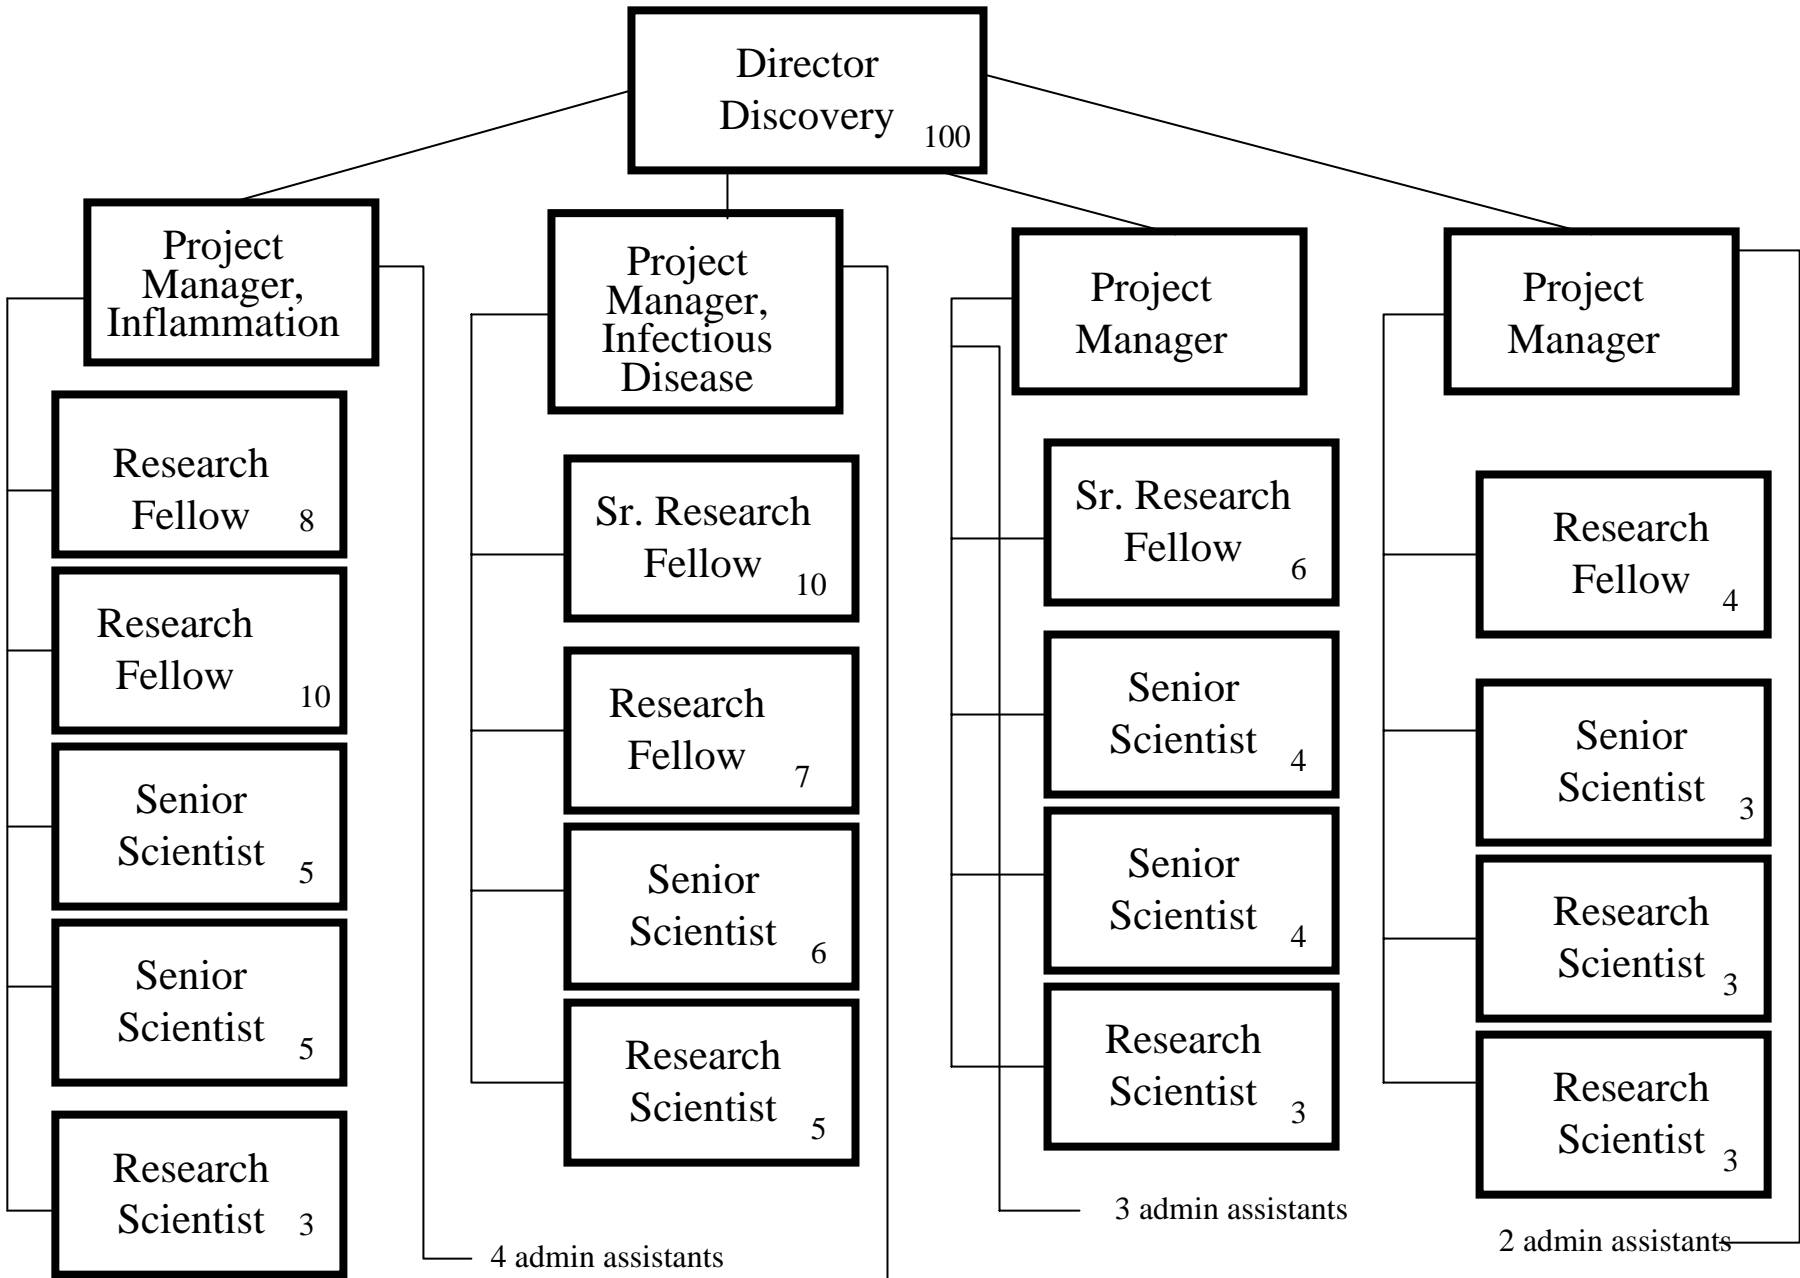 Director
Discovery
100
Project
Manager,
Inflammation
Research
Fellow 8
Research
Fellow
10
Senior
Scientist
5
Senior
Scientist
5
Research
Scientist 3
4 admin assistants
Project
Manager,
Infectious
Disease
Sr. Research
Fellow
10
Research
Fellow
7
Senior
Scientist
6
Research
Scientist
5
Project
Manager
Sr. Research
Fellow
6
Senior
Scientist
4
Senior
Scientist
4
Research
Scientist
3
3 admin assistants
Project
Manager
Research
Fellow
4
Senior
Scientist
3
Research
Scientist
3
Research
Scientist
3
2 admin assistants